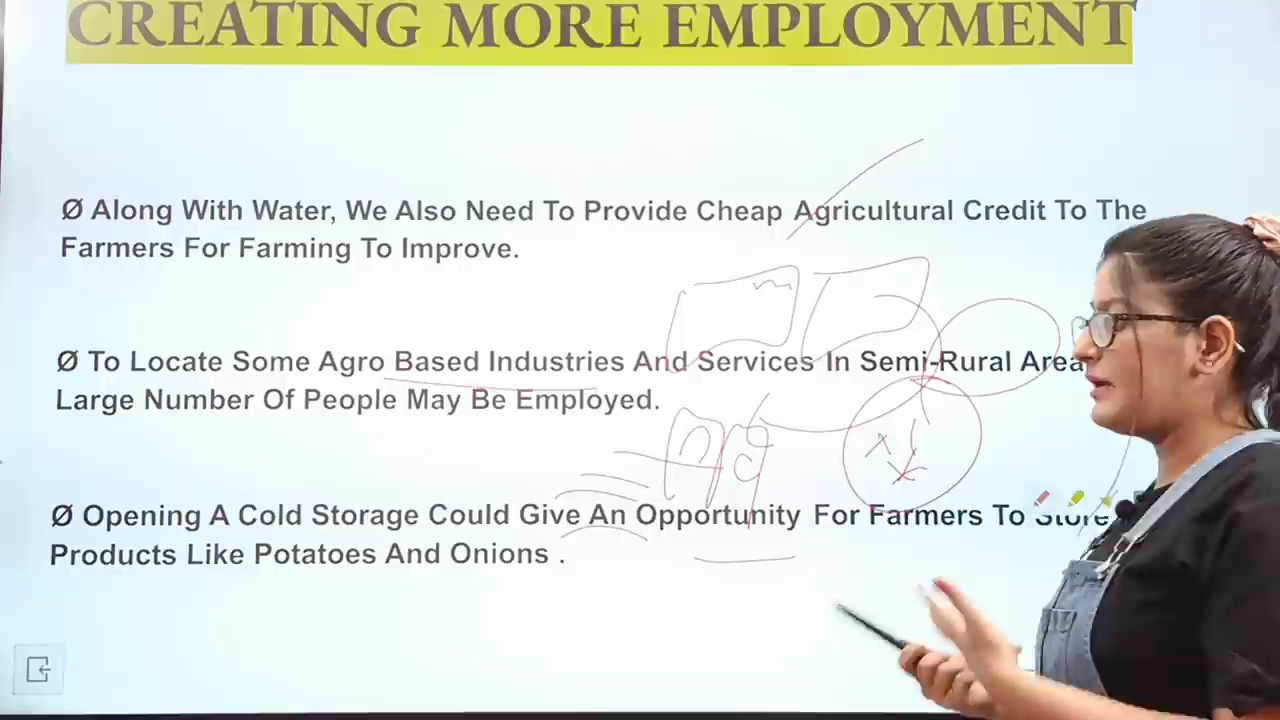 CREATING MORE EMPLOYMENT
Ø Along With Water, We Also Need To Provide Cheap Agricultural Credit To The
Farmers For Farming To Improve.
Ø To Locate Some Agro Based Industries And Services In Semi-Rural Area
Large Number Of People May Be Employed.
Ø Opening A Cold Storage Could Give An Opportunity For Farmers To Store
Products Like Potatoes And Onions .